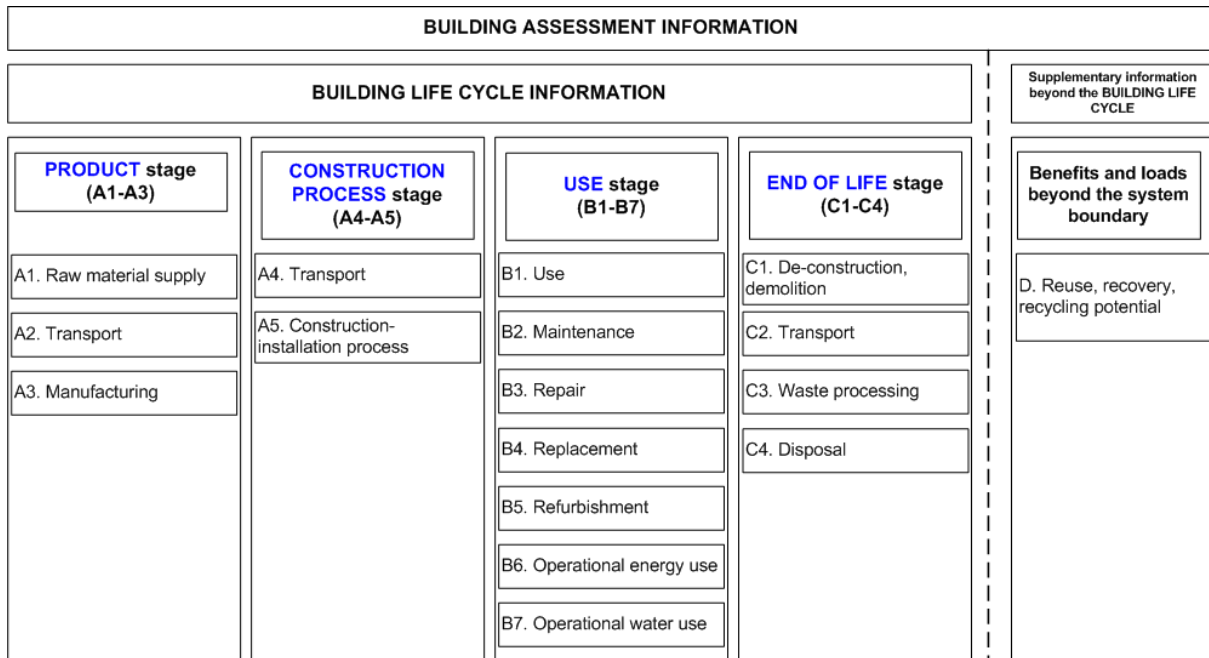 BUILDING ASSESSMENT INFORMATION
BUILDING LIFE CYCLE INFORMATION
Supplementary information
beyond the BUILDING LIFE
CYCLE
PRODUCT stage
(A1-A3)
A1. Raw material supply
A2. Transport
A3. Manufacturing
CONSTRUCTION
PROCESS stage
(A4-A5)
A4. Transport
A5. Construction-
installation process
USE stage
(B1-B7)
B1. Use
B2. Maintenance
B3. Repair
B4. Replacement
B5. Refurbishment
B6. Operational energy use
B7. Operational water use
END OF LIFE stage
(C1-C4)
C1. De-construction,
demolition
C2. Transport
C3. Waste processing
C4. Disposal
Benefits and loads
beyond the system
boundary
D. Reuse, recovery,
recycling potential